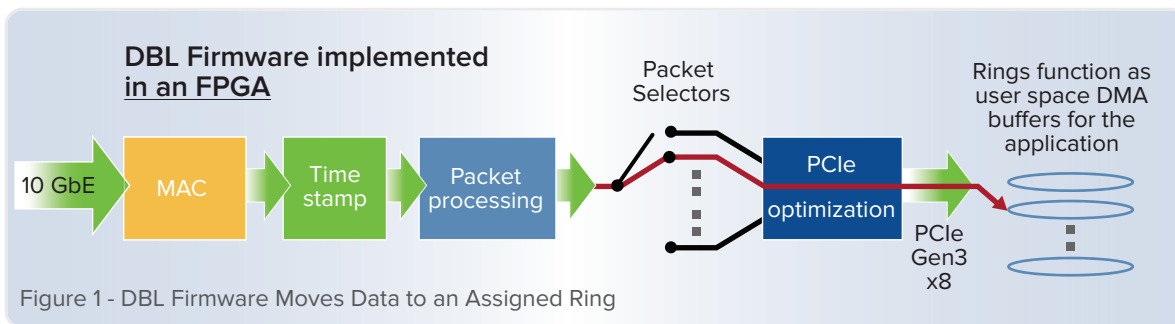 DBL Firmware implemented
in an FPGA
10 GbE
MAC
Time
stamp
Packet
processing
Packet
Selectors
PCIe
optimization
PCIe
Gen3
x8
Rings function as
user space DMA
buffers for the
application
Figure 1 - DBL Firmware Moves Data to an Assigned Ring